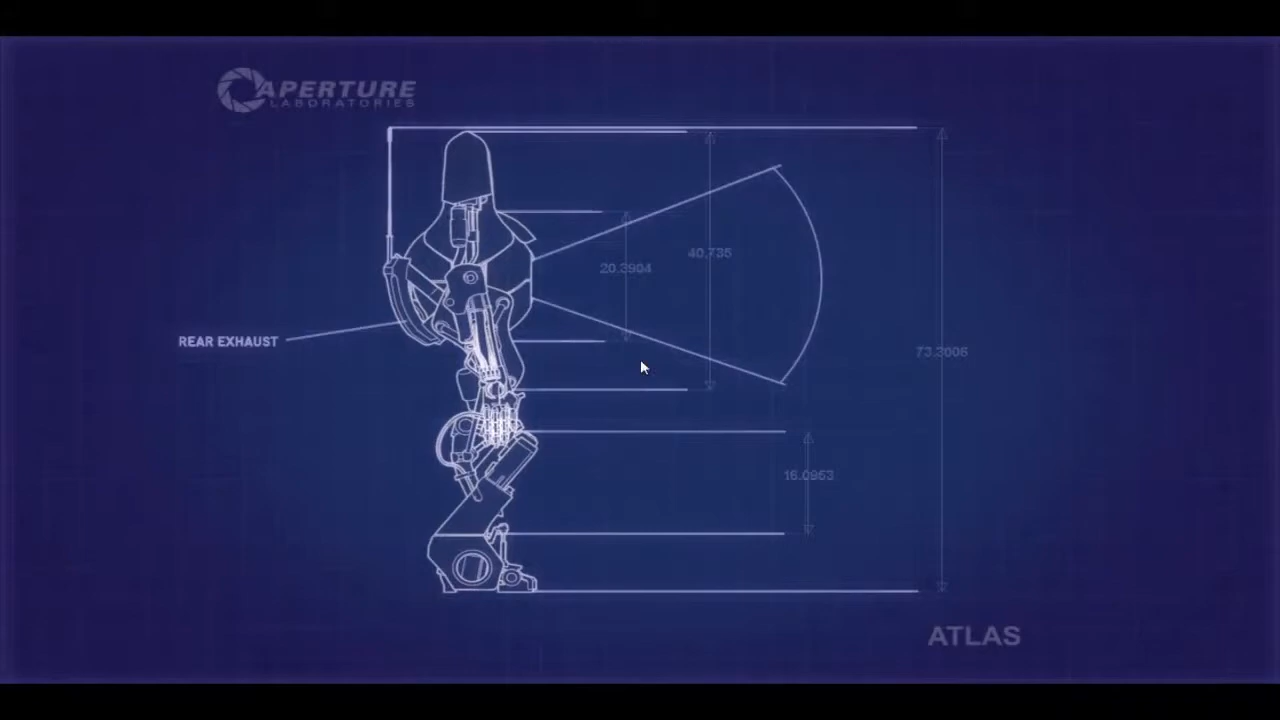 APERTURE
LABORATORIES
40.735
20.3904
REAR EXHAUST
73.3006
16.0953
ATLAS